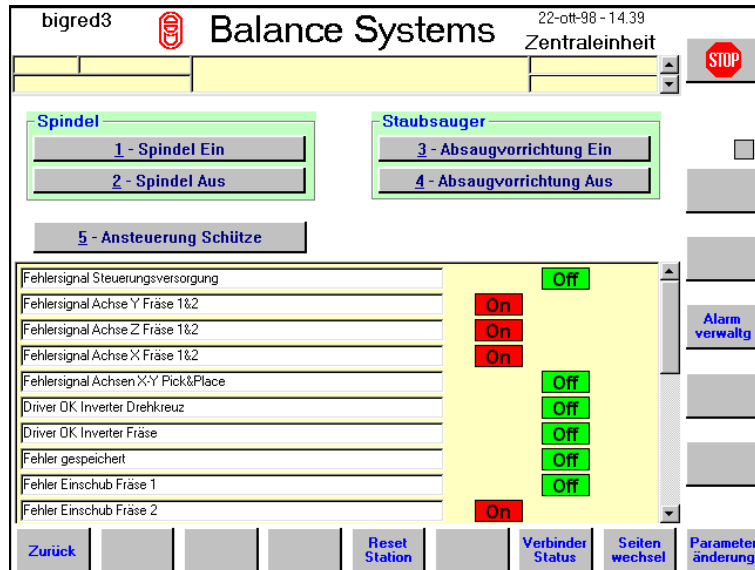 bigred3
Balance Systems
22-ott-98 - 14.39
Zentraleinheit
STOP
Spindel
1 - Spindel Ein
2 - Spindel Aus
Staubsauger
3 - Absaugvorrichtung Ein
4 - Absaugvorrichtung Aus
5 - Ansteuerung Schütze
Fehlersignal Steuerungsversorgung Off
Fehlersignal Achse Y Fräse 1&2 On
Fehlersignal Achse Z Fräse 1&2 On
Fehlersignal Achse X Fräse 1&2 On
Fehlersignal Achsen X-Y Pick&Place Off
Driver OK Inverter Drehkreuz Off
Driver OK Inverter Fräse Off
Fehler gespeichert Off
Fehler Einschub Fräse 1 Off
Fehler Einschub Fräse 2 On
Alarm
verwaltg
Zurück
Reset
Station
Verbinder
Status
Seiten
wechsel
Parameter
änderung